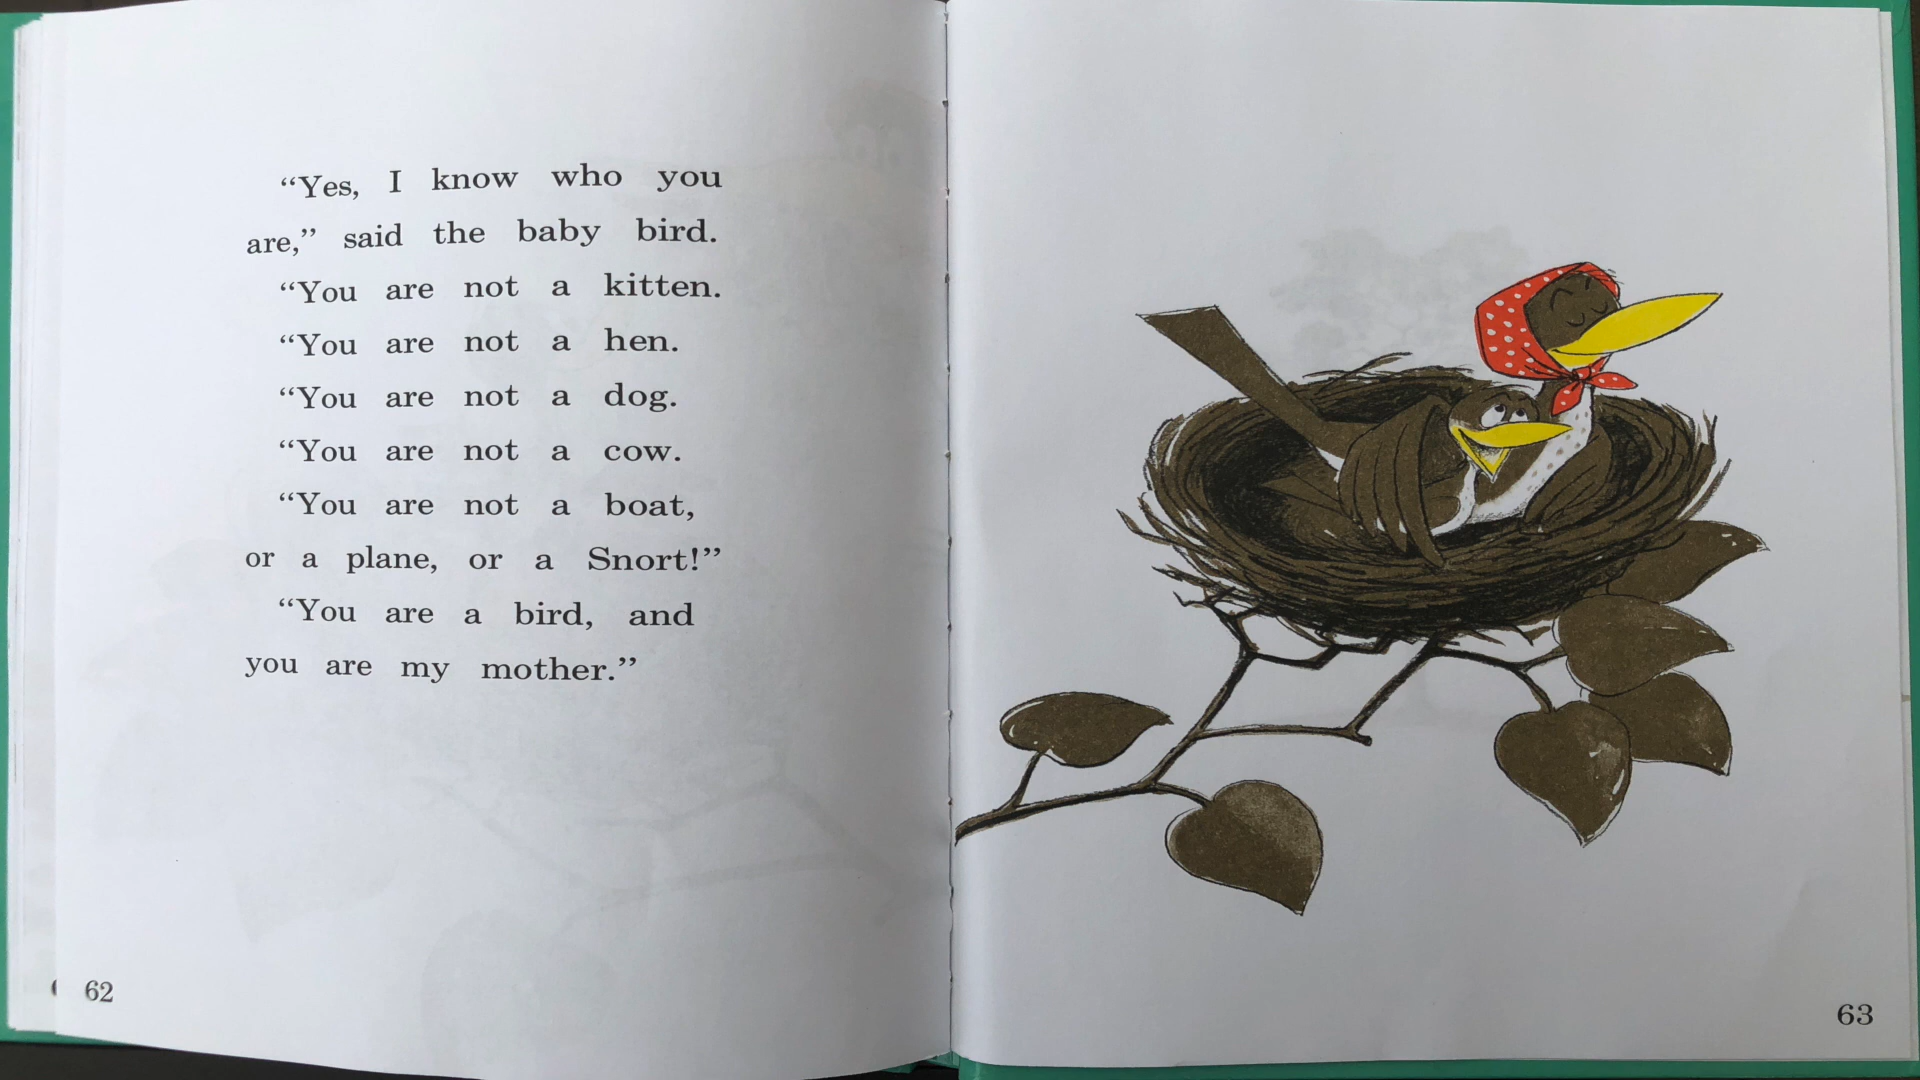 “Yes, I know who you
are,” said the baby bird.
“You are not a kitten.
“You are not a hen.
“You are not a dog.
“You are not a cow.
“You are not a boat,
or a plane, or a Snort!”
“You are a bird, and
you are my mother.”
62
63